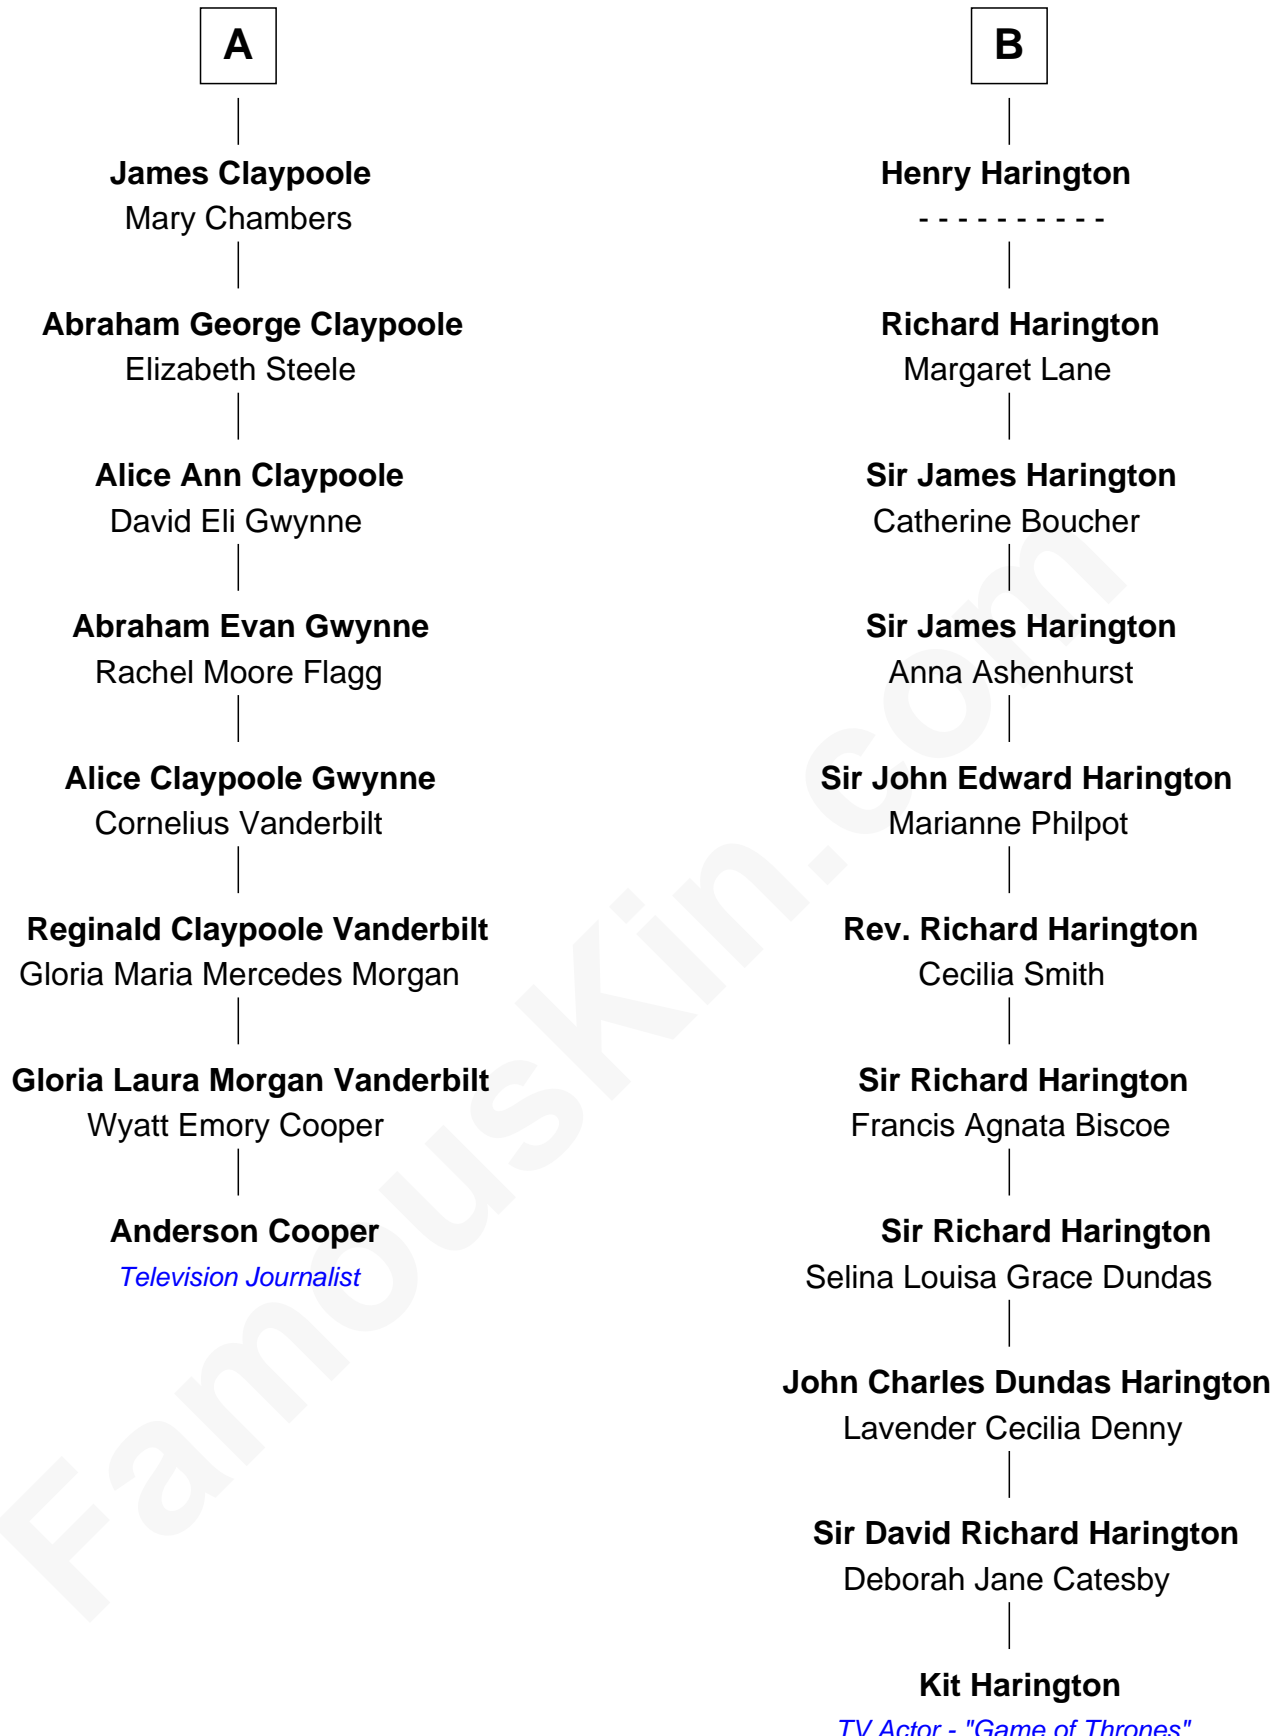 A
James Claypoole
Mary Chambers
Abraham George Claypoole
Elizabeth Steele
Alice Ann Claypoole
David Eli Gwynne
Abraham Evan Gwynne
Rachel Moore Flagg
Alice Claypoole Gwynne
Cornelius Vanderbilt
Reginald Claypoole Vanderbilt
Gloria Maria Mercedes Morgan
Gloria Laura Morgan Vanderbilt
Wyatt Emory Cooper
Anderson Cooper
Television Journalist
B
Henry Harington
- - - - - - - - - -
Richard Harington
Margaret Lane
Sir James Harington
Catherine Boucher
Sir James Harington
Anna Ashenhurst
Sir John Edward Harington
Marianne Philpot
Rev. Richard Harington
Cecilia Smith
Sir Richard Harington
Francis Agnata Biscoe
Sir Richard Harington
Selina Louisa Grace Dundas
John Charles Dundas Harington
Lavender Cecilia Denny
Sir David Richard Harington
Deborah Jane Catesby
Kit Harington
TV Actor - "Game of Thrones"
FamousKin.com